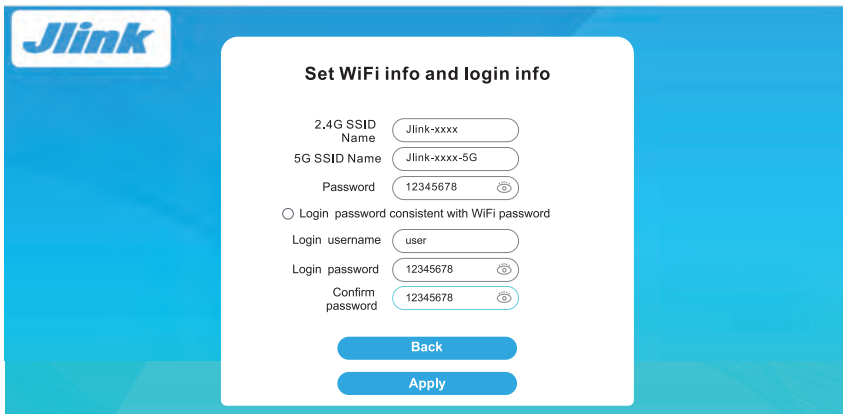 Jlink
Set WiFi info and login info
2.4G SSID
Name
Jlink-xxxx
5G SSID Name
Jlink-xxxx-5G
Password
12345678
Login password consistent with WiFi password
Login username
user
Login password
12345678
Confirm
password
12345678
Back
Apply